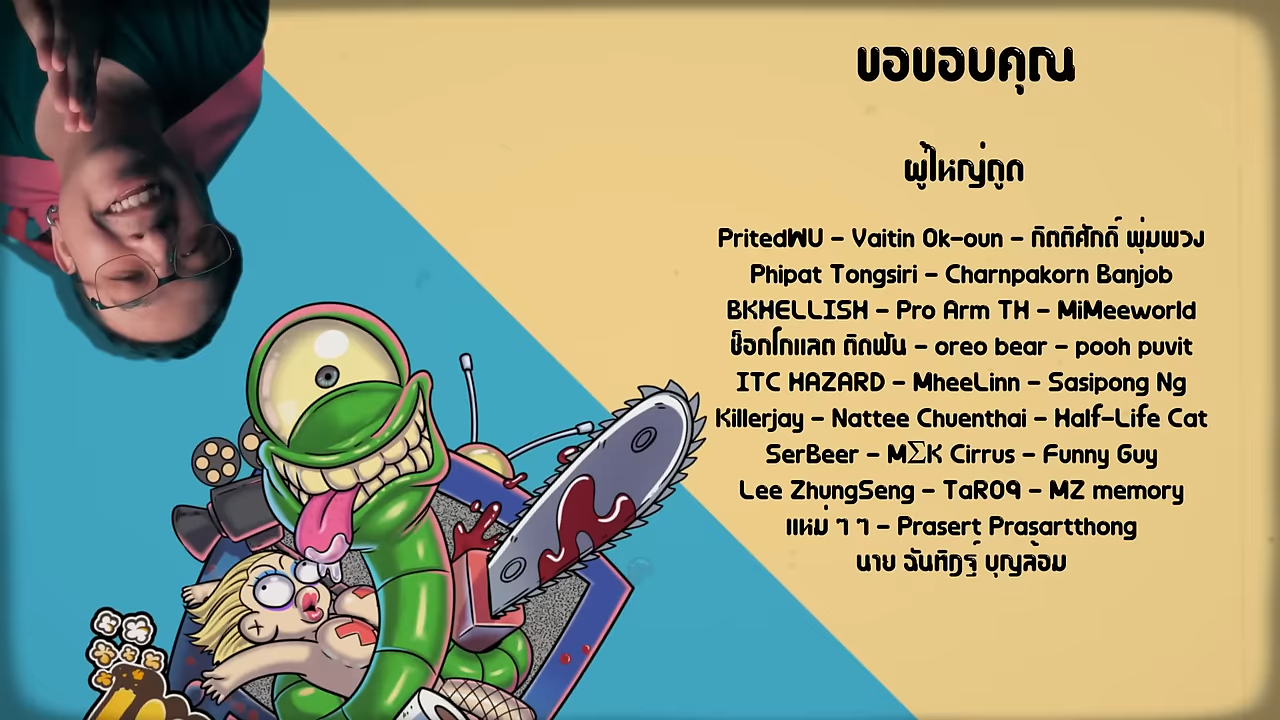 ขอขอบคุณ
ผู้ใหญ่ถูด
PritedWU - Vaitin Ok-oun - กิตติศักดิ์ พุ่มพวง
Phipat Tongsiri - Charnpakorn Banjob
BKHELLISH - Pro Arm TH - MiMeeworld
ช็อกโกแลต ติดฟัน - oreo bear - pooh puvit
ITC HAZARD - MheeLinn - Sasipong Ng
Killerjay - Nattee Chuenthai - Half-Life Cat
SerBeer - MΣK Cirrus - Funny Guy
Lee ZhungSeng - TaRO9 - MZ memory
แหม่ ๆ ๆ - Prasert Prasartthong
นาย ฉันทิฏฐ์ บุญล้อม